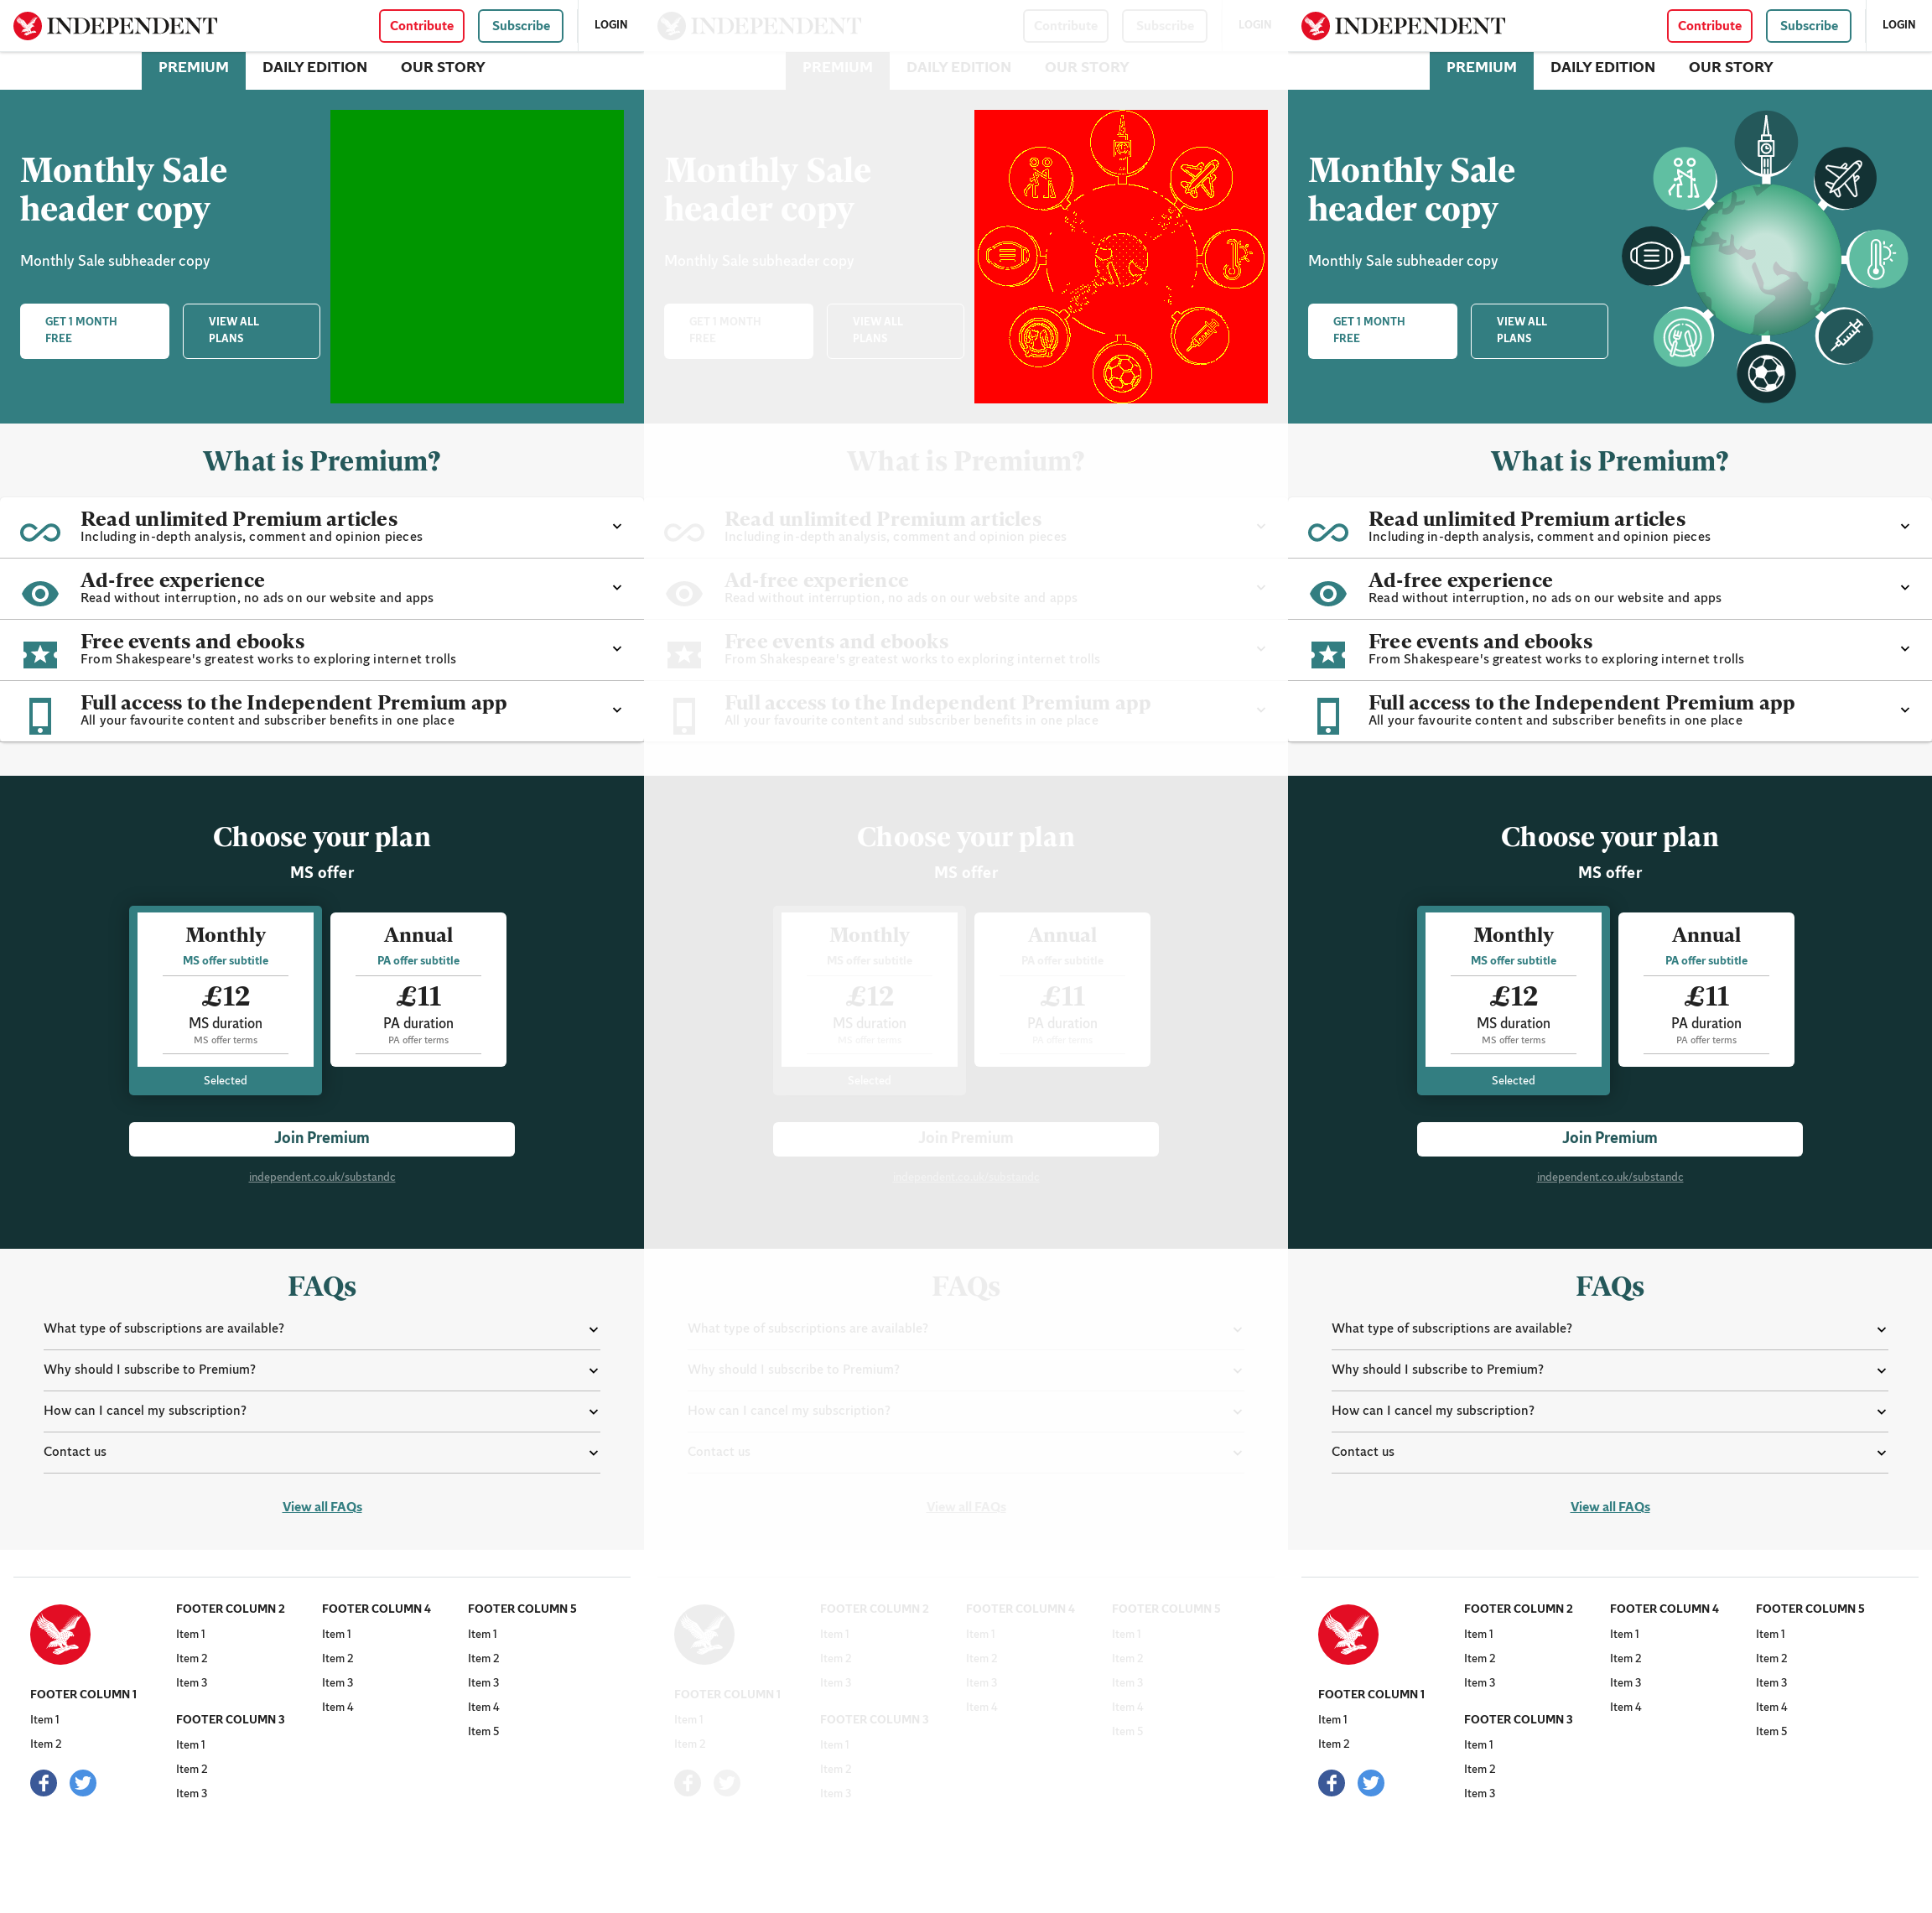 INDEPENDENT
Contribute
Subscribe
LOGIN
PREMIUM
DAILY EDITION
OUR STORY
Monthly Sale
header copy
Monthly Sale subheader copy
GET 1 MONTH
FREE
VIEW ALL
PLANS
What is Premium?
Read unlimited Premium articles
Including in-depth analysis, comment and opinion pieces
Ad-free experience
Read without interruption, no ads on our website and apps
Free events and ebooks
From Shakespeare's greatest works to exploring internet trolls
Full access to the Independent Premium app
All your favourite content and subscriber benefits in one place
Choose your plan
MS offer
Monthly
MS offer subtitle
£12
MS duration
MS offer terms
Selected
Annual
PA offer subtitle
£11
PA duration
PA offer terms
Join Premium
independent.co.uk/substandc
FAQs
What type of subscriptions are available?
Why should I subscribe to Premium?
How can I cancel my subscription?
Contact us
View all FAQs
FOOTER COLUMN 1
Item 1
Item 2
FOOTER COLUMN 2
Item 1
Item 2
Item 3
FOOTER COLUMN 3
Item 1
Item 2
Item 3
FOOTER COLUMN 4
Item 1
Item 2
Item 3
Item 4
FOOTER COLUMN 5
Item 1
Item 2
Item 3
Item 4
Item 5
INDEPENDENT
Contribute
Subscribe
LOGIN
PREMIUM
DAILY EDITION
OUR STORY
Monthly Sale
header copy
Monthly Sale subheader copy
GET 1 MONTH
FREE
VIEW ALL
PLANS
What is Premium?
Read unlimited Premium articles
Including in-depth analysis, comment and opinion pieces
Ad-free experience
Read without interruption, no ads on our website and apps
Free events and ebooks
From Shakespeare's greatest works to exploring internet trolls
Full access to the Independent Premium app
All your favourite content and subscriber benefits in one place
Choose your plan
MS offer
Monthly
MS offer subtitle
£12
MS duration
MS offer terms
Selected
Annual
PA offer subtitle
£11
PA duration
PA offer terms
Join Premium
independent.co.uk/substandc
FAQs
What type of subscriptions are available?
Why should I subscribe to Premium?
How can I cancel my subscription?
Contact us
View all FAQs
FOOTER COLUMN 1
Item 1
Item 2
FOOTER COLUMN 2
Item 1
Item 2
Item 3
FOOTER COLUMN 3
Item 1
Item 2
Item 3
FOOTER COLUMN 4
Item 1
Item 2
Item 3
Item 4
FOOTER COLUMN 5
Item 1
Item 2
Item 3
Item 4
Item 5
INDEPENDENT
Contribute
Subscribe
LOGIN
PREMIUM
DAILY EDITION
OUR STORY
Monthly Sale
header copy
Monthly Sale subheader copy
GET 1 MONTH
FREE
VIEW ALL
PLANS
What is Premium?
Read unlimited Premium articles
Including in-depth analysis, comment and opinion pieces
Ad-free experience
Read without interruption, no ads on our website and apps
Free events and ebooks
From Shakespeare's greatest works to exploring internet trolls
Full access to the Independent Premium app
All your favourite content and subscriber benefits in one place
Choose your plan
MS offer
Monthly
MS offer subtitle
£12
MS duration
MS offer terms
Selected
Annual
PA offer subtitle
£11
PA duration
PA offer terms
Join Premium
independent.co.uk/substandc
FAQs
What type of subscriptions are available?
Why should I subscribe to Premium?
How can I cancel my subscription?
Contact us
View all FAQs
FOOTER COLUMN 1
Item 1
Item 2
FOOTER COLUMN 2
Item 1
Item 2
Item 3
FOOTER COLUMN 3
Item 1
Item 2
Item 3
FOOTER COLUMN 4
Item 1
Item 2
Item 3
Item 4
FOOTER COLUMN 5
Item 1
Item 2
Item 3
Item 4
Item 5